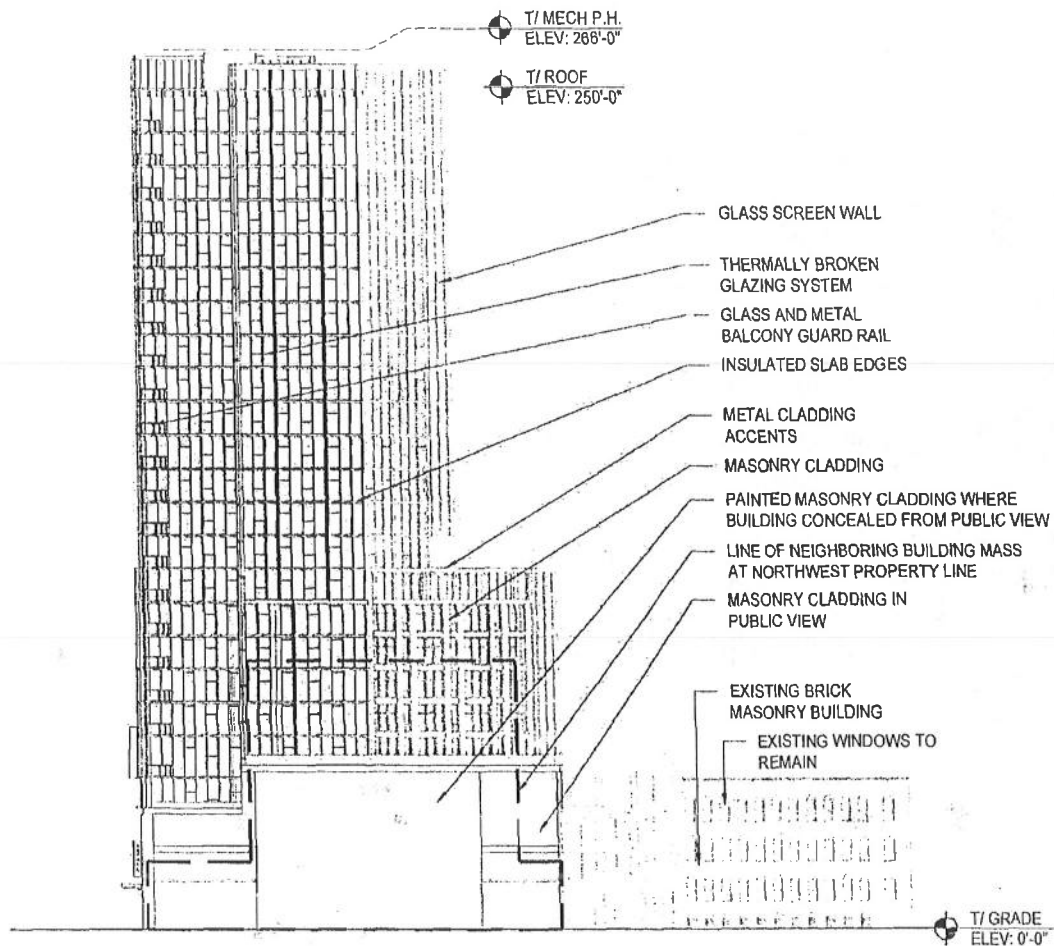 T/ MECH P.H.
ELEV: 266'-0"
T/ ROOF
ELEV: 250'-0"
GLASS SCREEN WALL
THERMALLY BROKEN
GLAZING SYSTEM
GLASS AND METAL
BALCONY GUARD RAIL
INSULATED SLAB EDGES
METAL CLADDING
ACCENTS
MASONRY CLADDING
PAINTED MASONRY CLADDING WHERE
BUILDING CONCEALED FROM PUBLIC VIEW
LINE OF NEIGHBORING BUILDING MASS
AT NORTHWEST PROPERTY LINE
MASONRY CLADDING IN
PUBLIC VIEW
EXISTING BRICK
MASONRY BUILDING
EXISTING WINDOWS TO
REMAIN
T/ GRADE
ELEV: 0'-0"